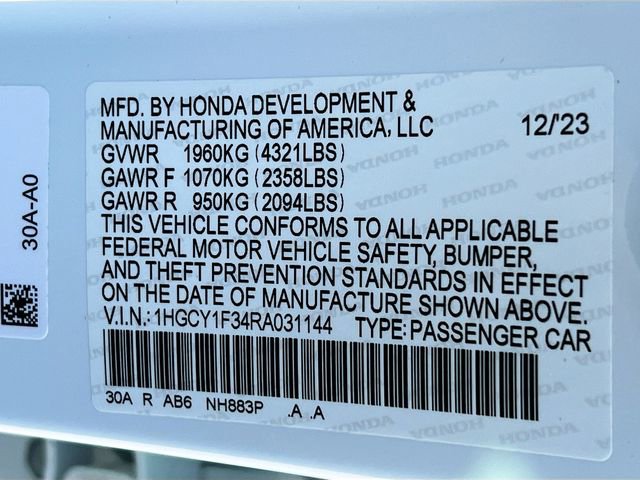 30A-A0
MFD. BY HONDA DEVELOPMENT &
MANUFACTURING OF AMERICA, LLC 12/'23
GVWR 1960KG (4321LBS)
GAWR F 1070KG (2358LBS)
GAWR R 950KG (2094LBS)
THIS VEHICLE CONFORMS TO ALL APPLICABLE
FEDERAL MOTOR VEHICLE SAFETY, BUMPER,
AND THEFT PREVENTION STANDARDS IN EFFECT
ON THE DATE OF MANUFACTURE SHOWN ABOVE.
V.I.N.:1HGCY1F34RA031144 TYPE:PASSENGER CAR
30A R AB6 NH883P .A .A